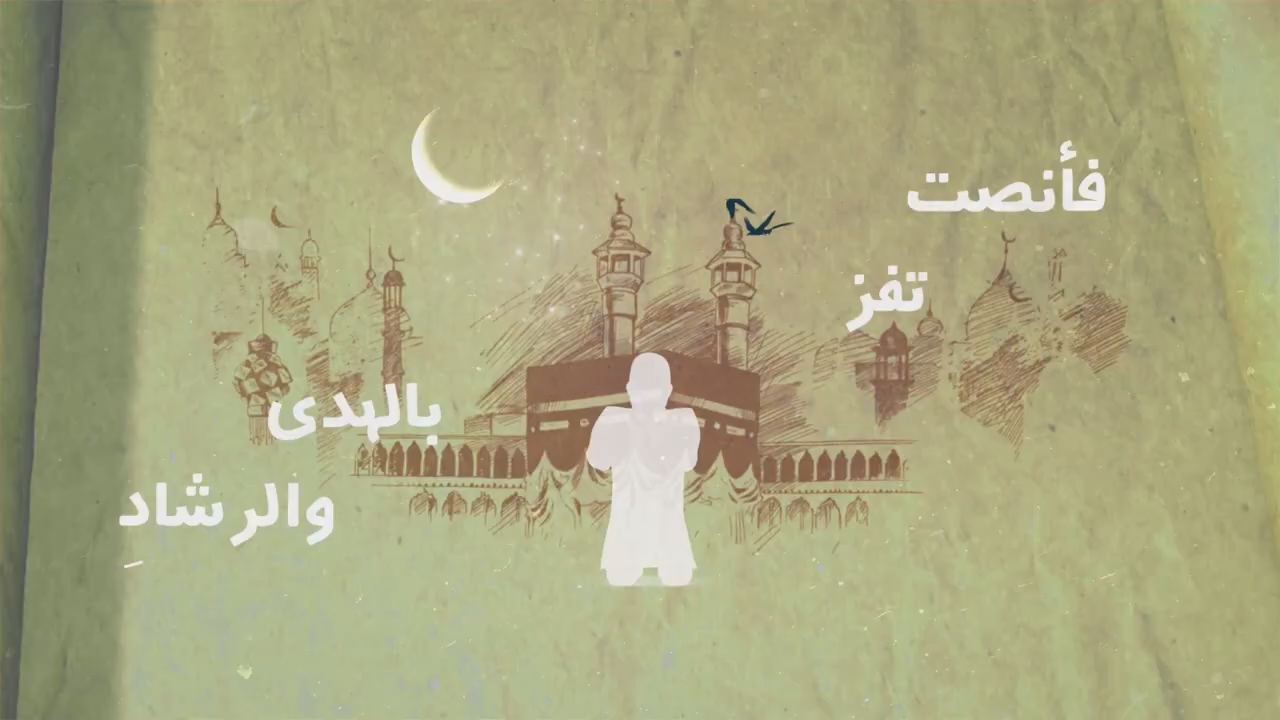 فأنصت
تفز
بالهدى
والرشادِ